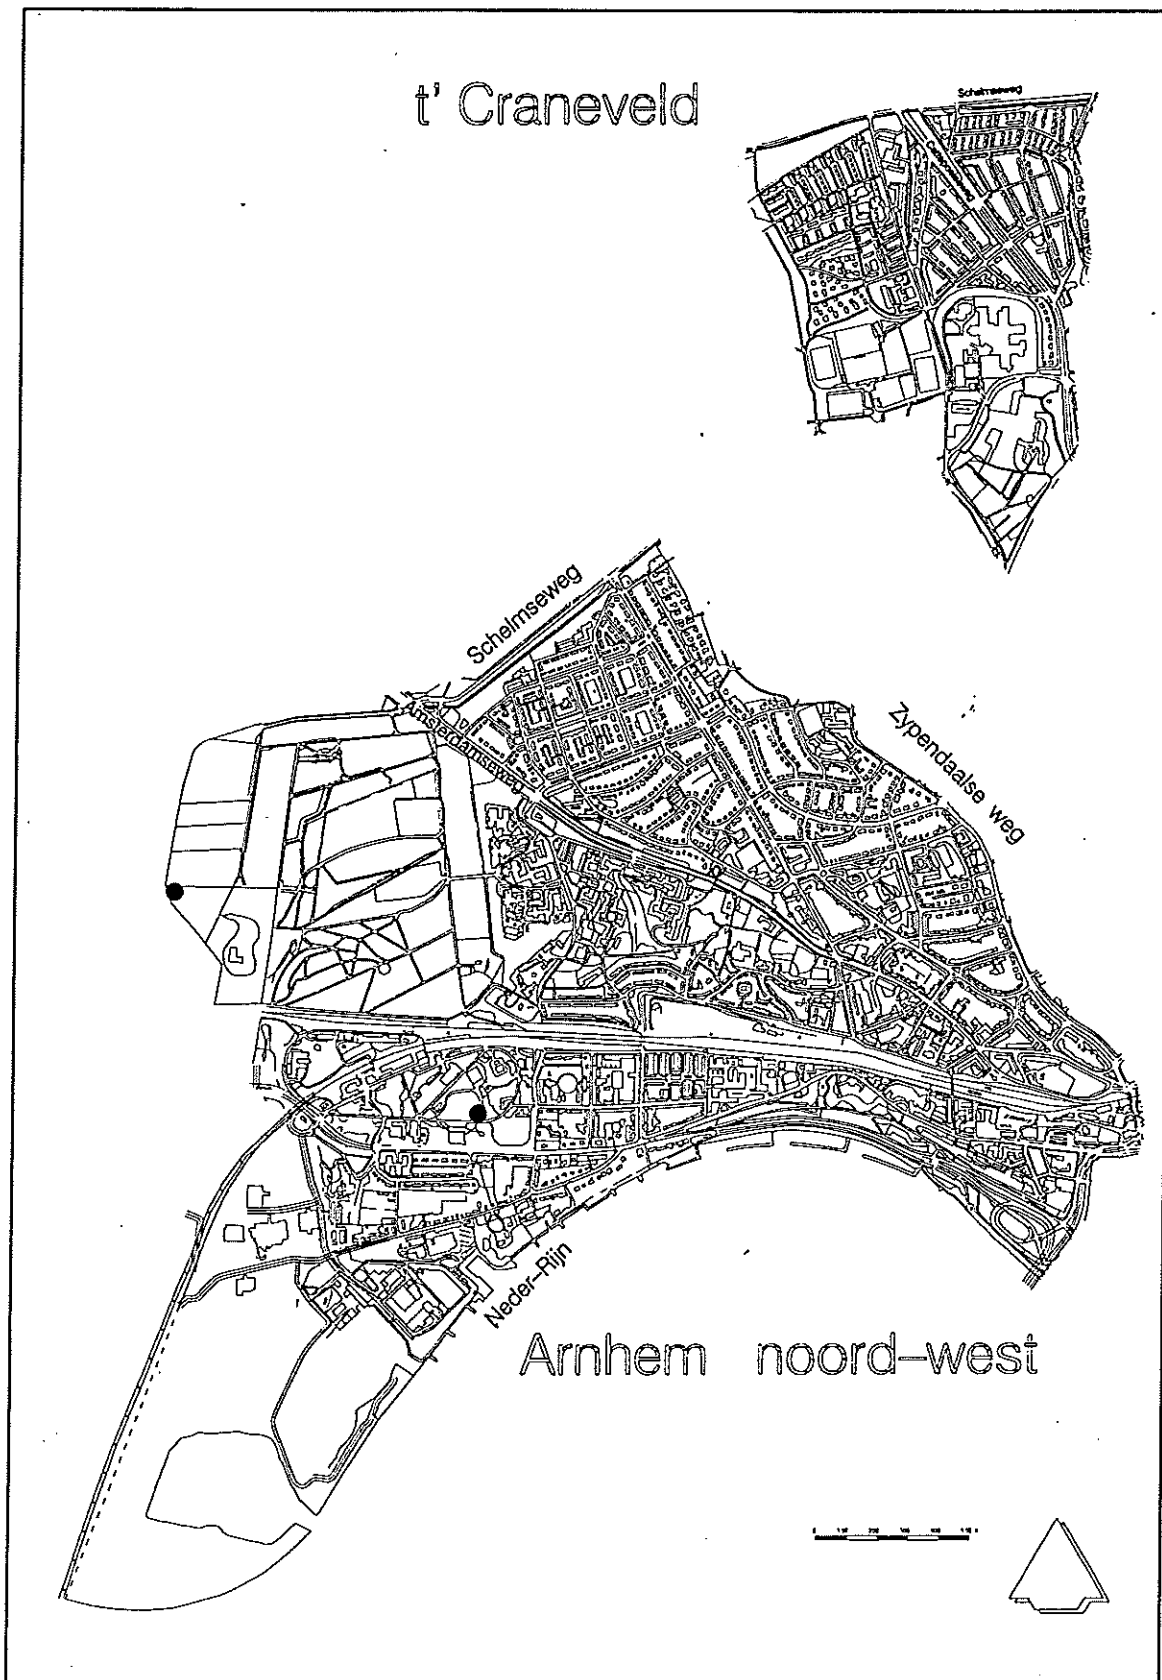 t' Craneveld
Schelmseweg
Schelmseweg
Amsterdamseweg
Zypendaalse weg
Neder-Rijn
Arnhem noord-west